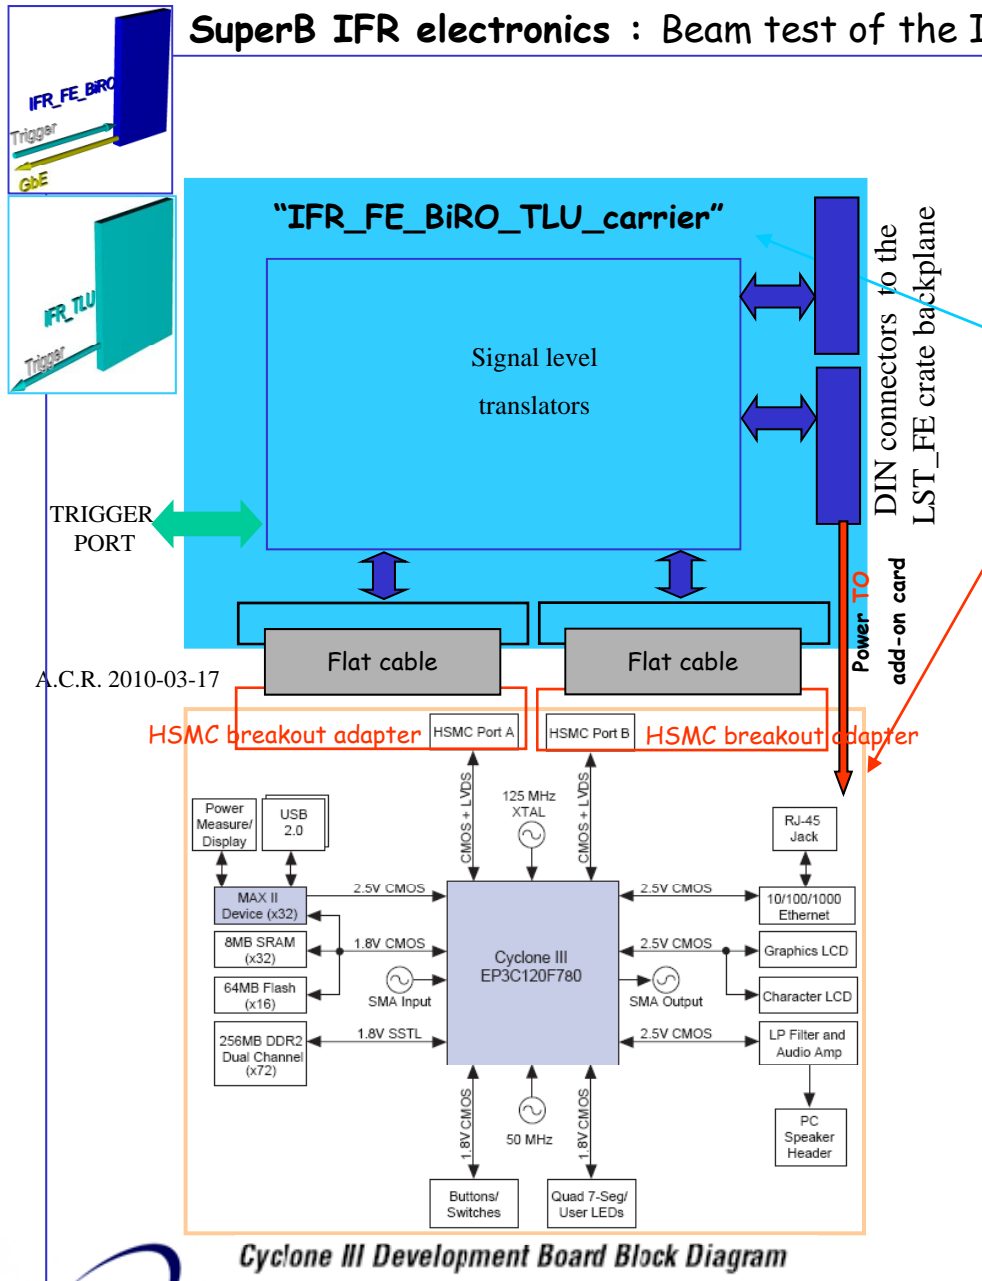 SuperB IFR electronics : Beam test of the I
IFR_FE_BiRO
Trigger
GbE
IFR_TLU
Trigger
"IFR_FE_BiRO_TLU_carrier"
Signal level
translators
DIN connectors to the
LST_FE crate backplane
TRIGGER
PORT
Power TO
add-on card
Flat cable
Flat cable
A.C.R. 2010-03-17
HSMC breakout adapter
HSMC Port A
HSMC Port B
HSMC breakout adapter
CMOS + LVDS
125 MHz
XTAL
CMOS + LVDS
Power
Measure/
Display
USB
2.0
RJ-45
Jack
MAX II
Device (x32)
2.5V CMOS
2.5V CMOS
10/100/1000
Ethernet
8MB SRAM
(x32)
1.8V CMOS
Cyclone III
EP3C120F780
2.5V CMOS
Graphics LCD
64MB Flash
(x16)
SMA Input
SMA Output
Character LCD
256MB DDR2
Dual Channel
(x72)
1.8V SSTL
2.5V CMOS
LP Filter and
Audio Amp
1.8V CMOS
50 MHz
1.8V CMOS
PC
Speaker
Header
Buttons/
Switches
Quad 7-Seg/
User LEDs
Cyclone III Development Board Block Diagram